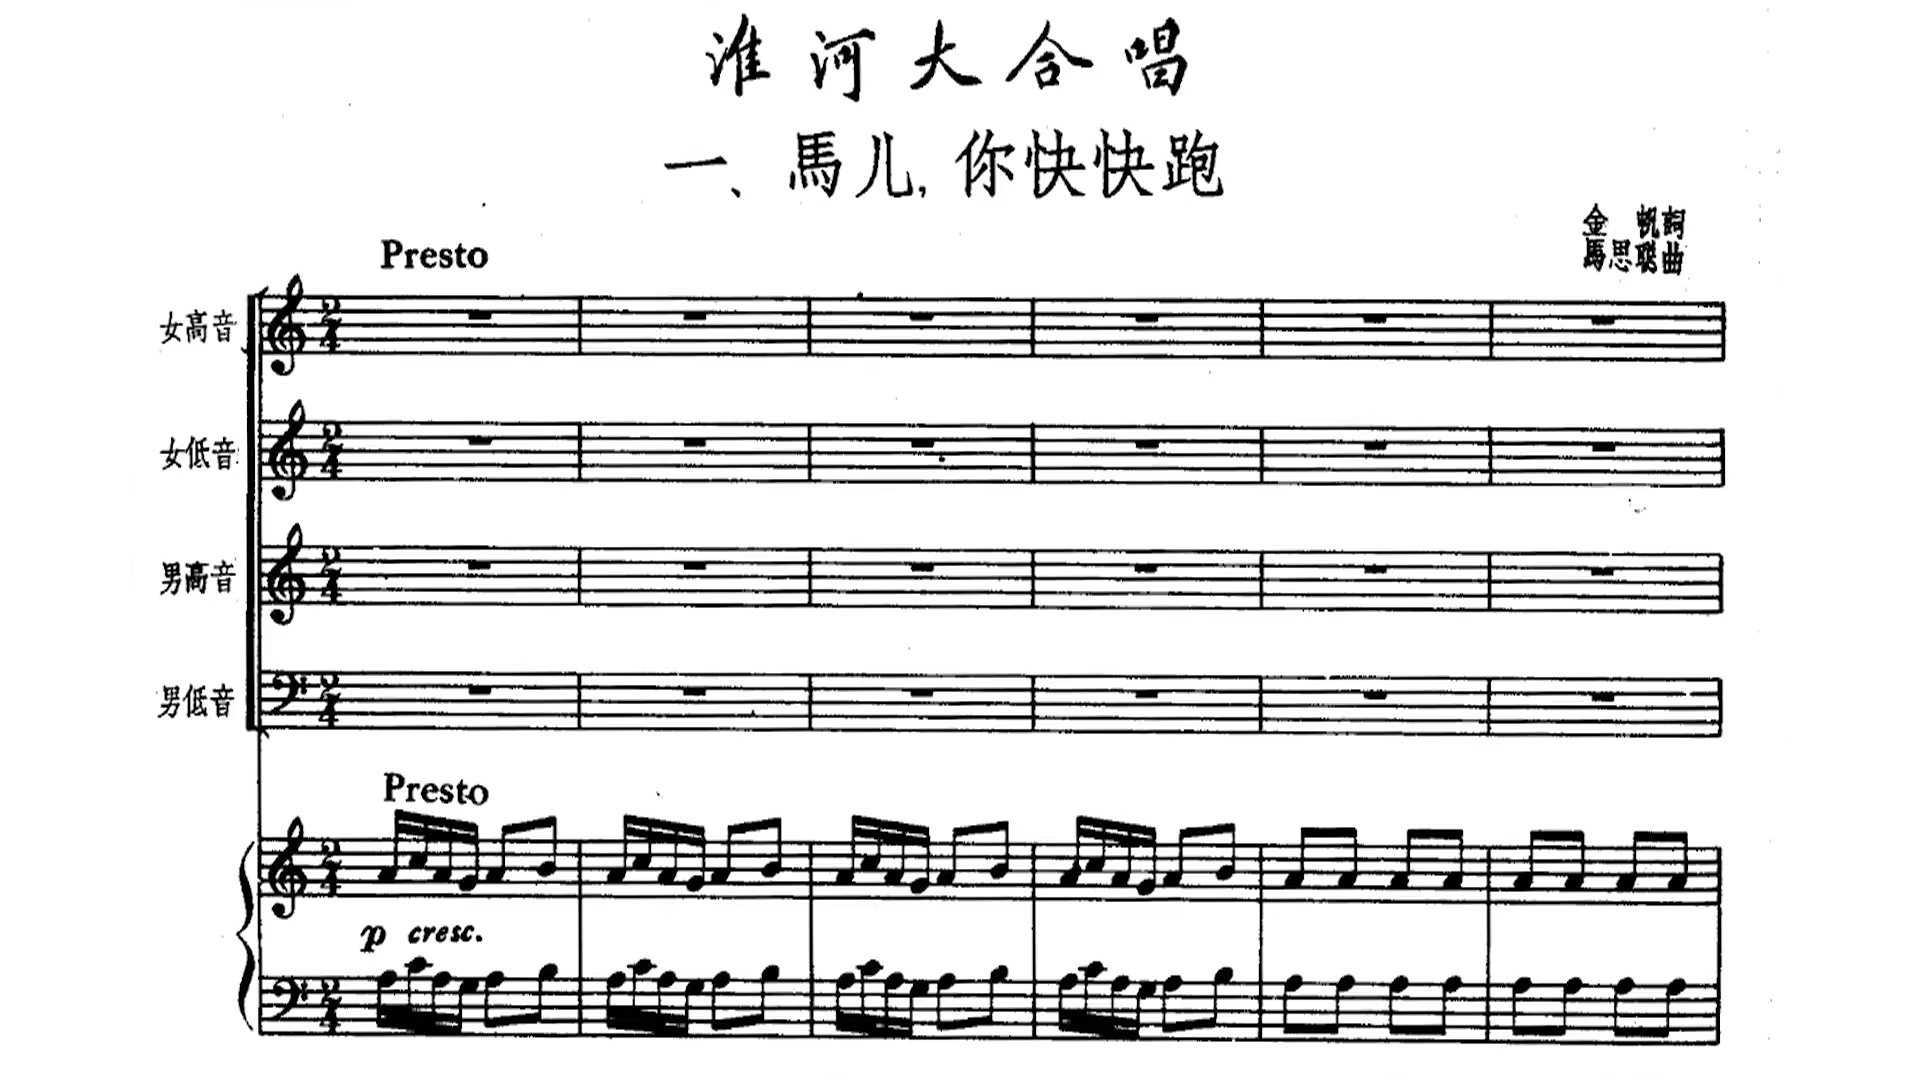 淮河大合唱
一、馬儿,你快快跑
金帆詞
馬思聰曲
Presto
女高音
女低音
男高音
男低音
Presto
p cresc.